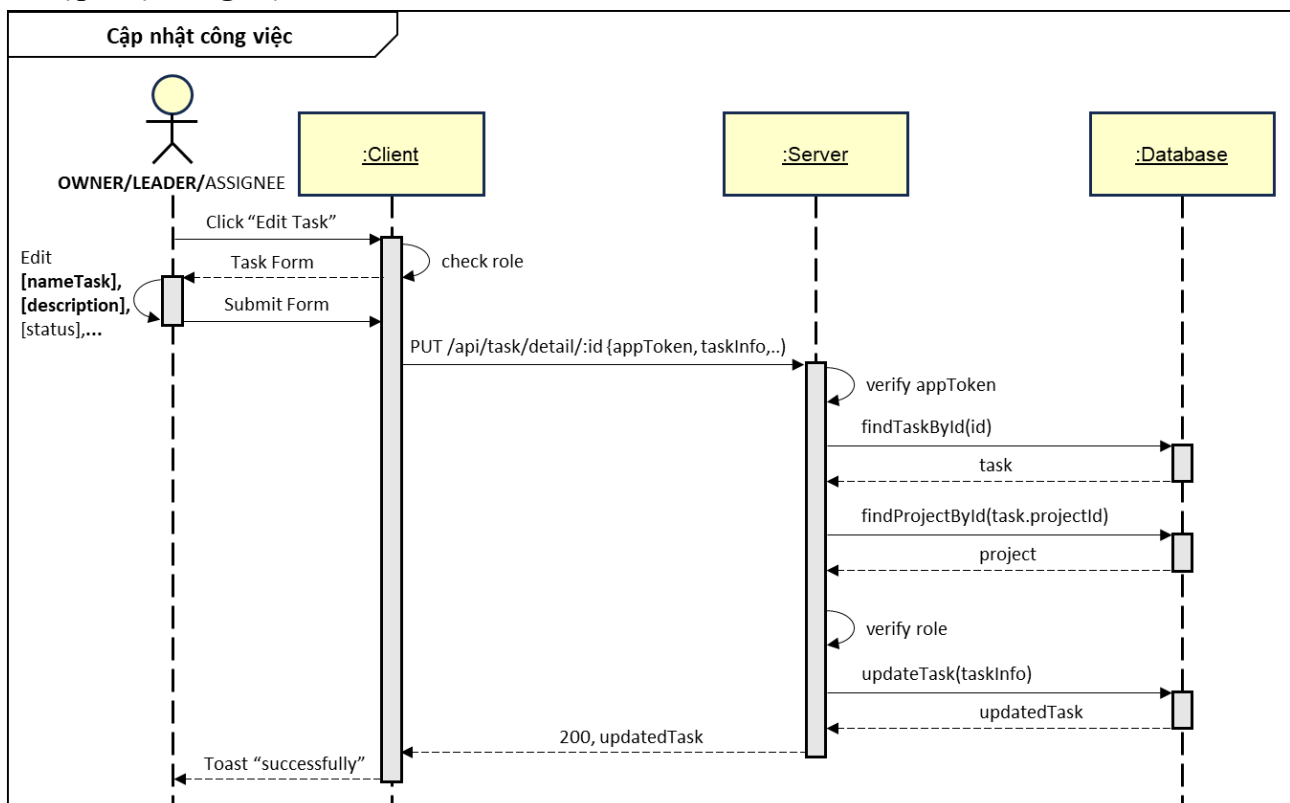 Cập nhật công việc
:Client
:Server
:Database
OWNER/LEADER/ASSIGNEE
Click “Edit Task”
check role
Task Form
Edit
[nameTask],
[description],
[status],...
Submit Form
PUT /api/task/detail/:id {appToken, taskInfo,..)
verify appToken
findTaskById(id)
task
findProjectById(task.projectId)
project
verify role
updateTask(taskInfo)
updatedTask
200, updatedTask
Toast “successfully”